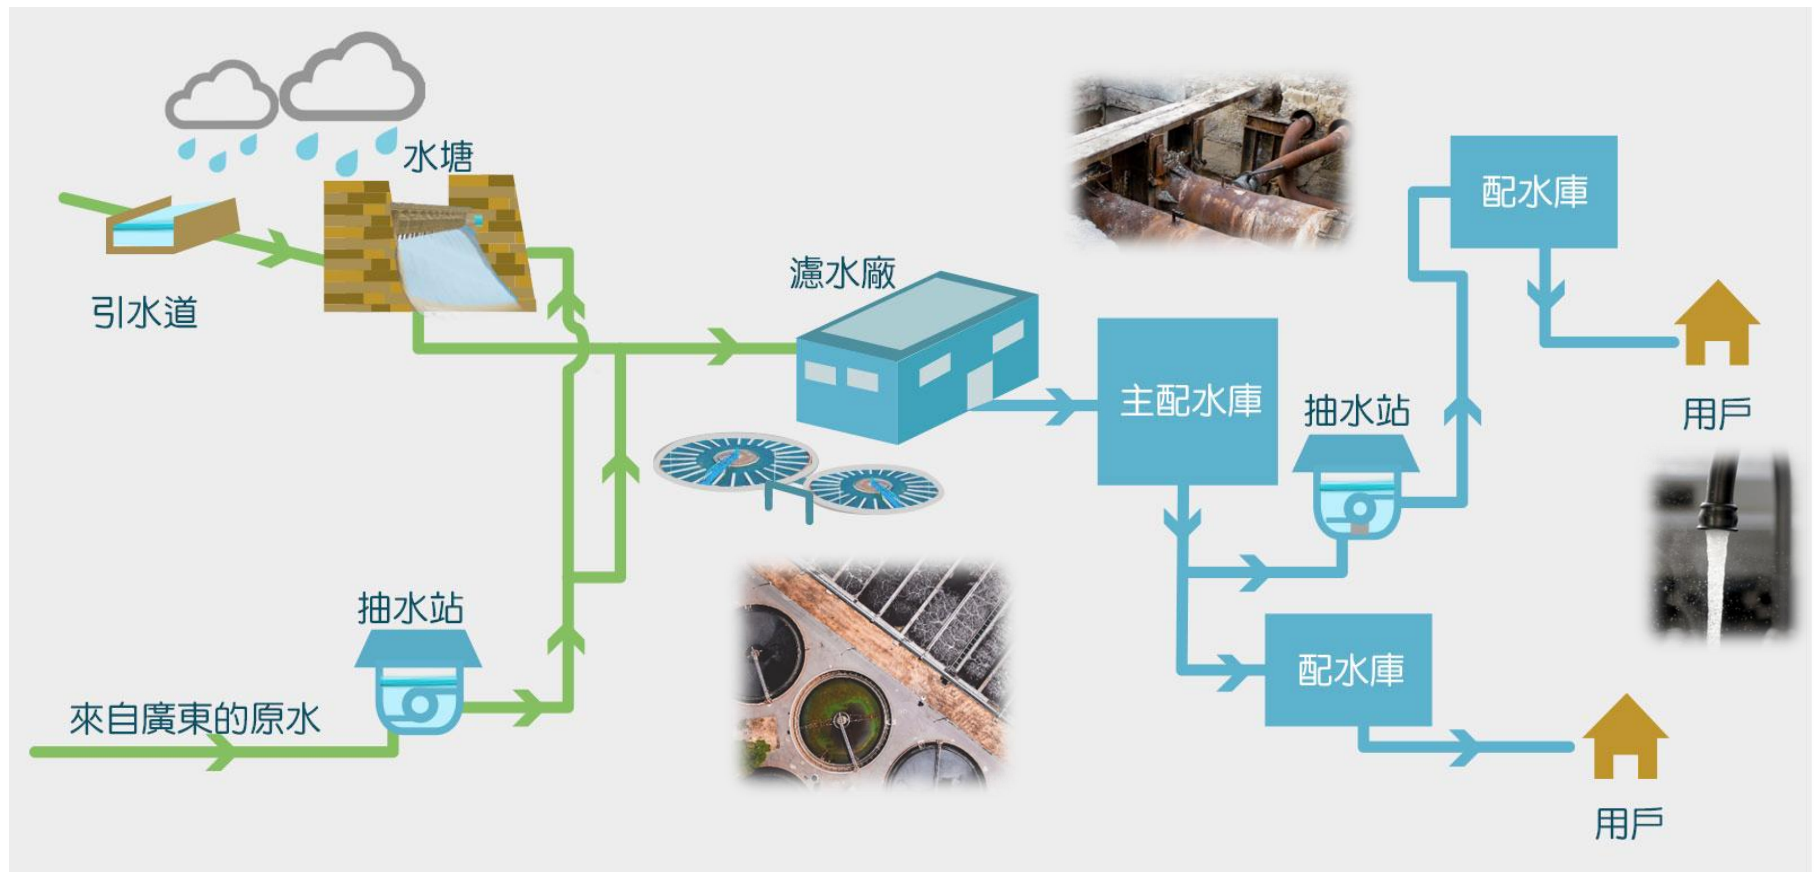 水塘
引水道
濾水廠
配水庫
用戶
主配水庫
抽水站
抽水站
來自廣東的原水
配水庫
用戶